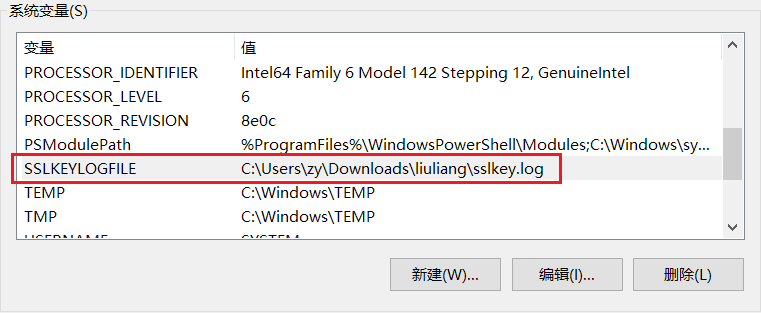 系统变量(S)
变量 值
PROCESSOR_IDENTIFIER Intel64 Family 6 Model 142 Stepping 12, GenuineIntel
PROCESSOR_LEVEL 6
PROCESSOR_REVISION 8e0c
PSModulePath %ProgramFiles%\WindowsPowerShell\Modules;C:\Windows\sy...
SSLKEYLOGFILE C:\Users\zy\Downloads\liuliang\sslkey.log
TEMP C:\Windows\TEMP
TMP C:\Windows\TEMP
USERNAME SYSTEM
新建(W)... 编辑(I)... 删除(L)